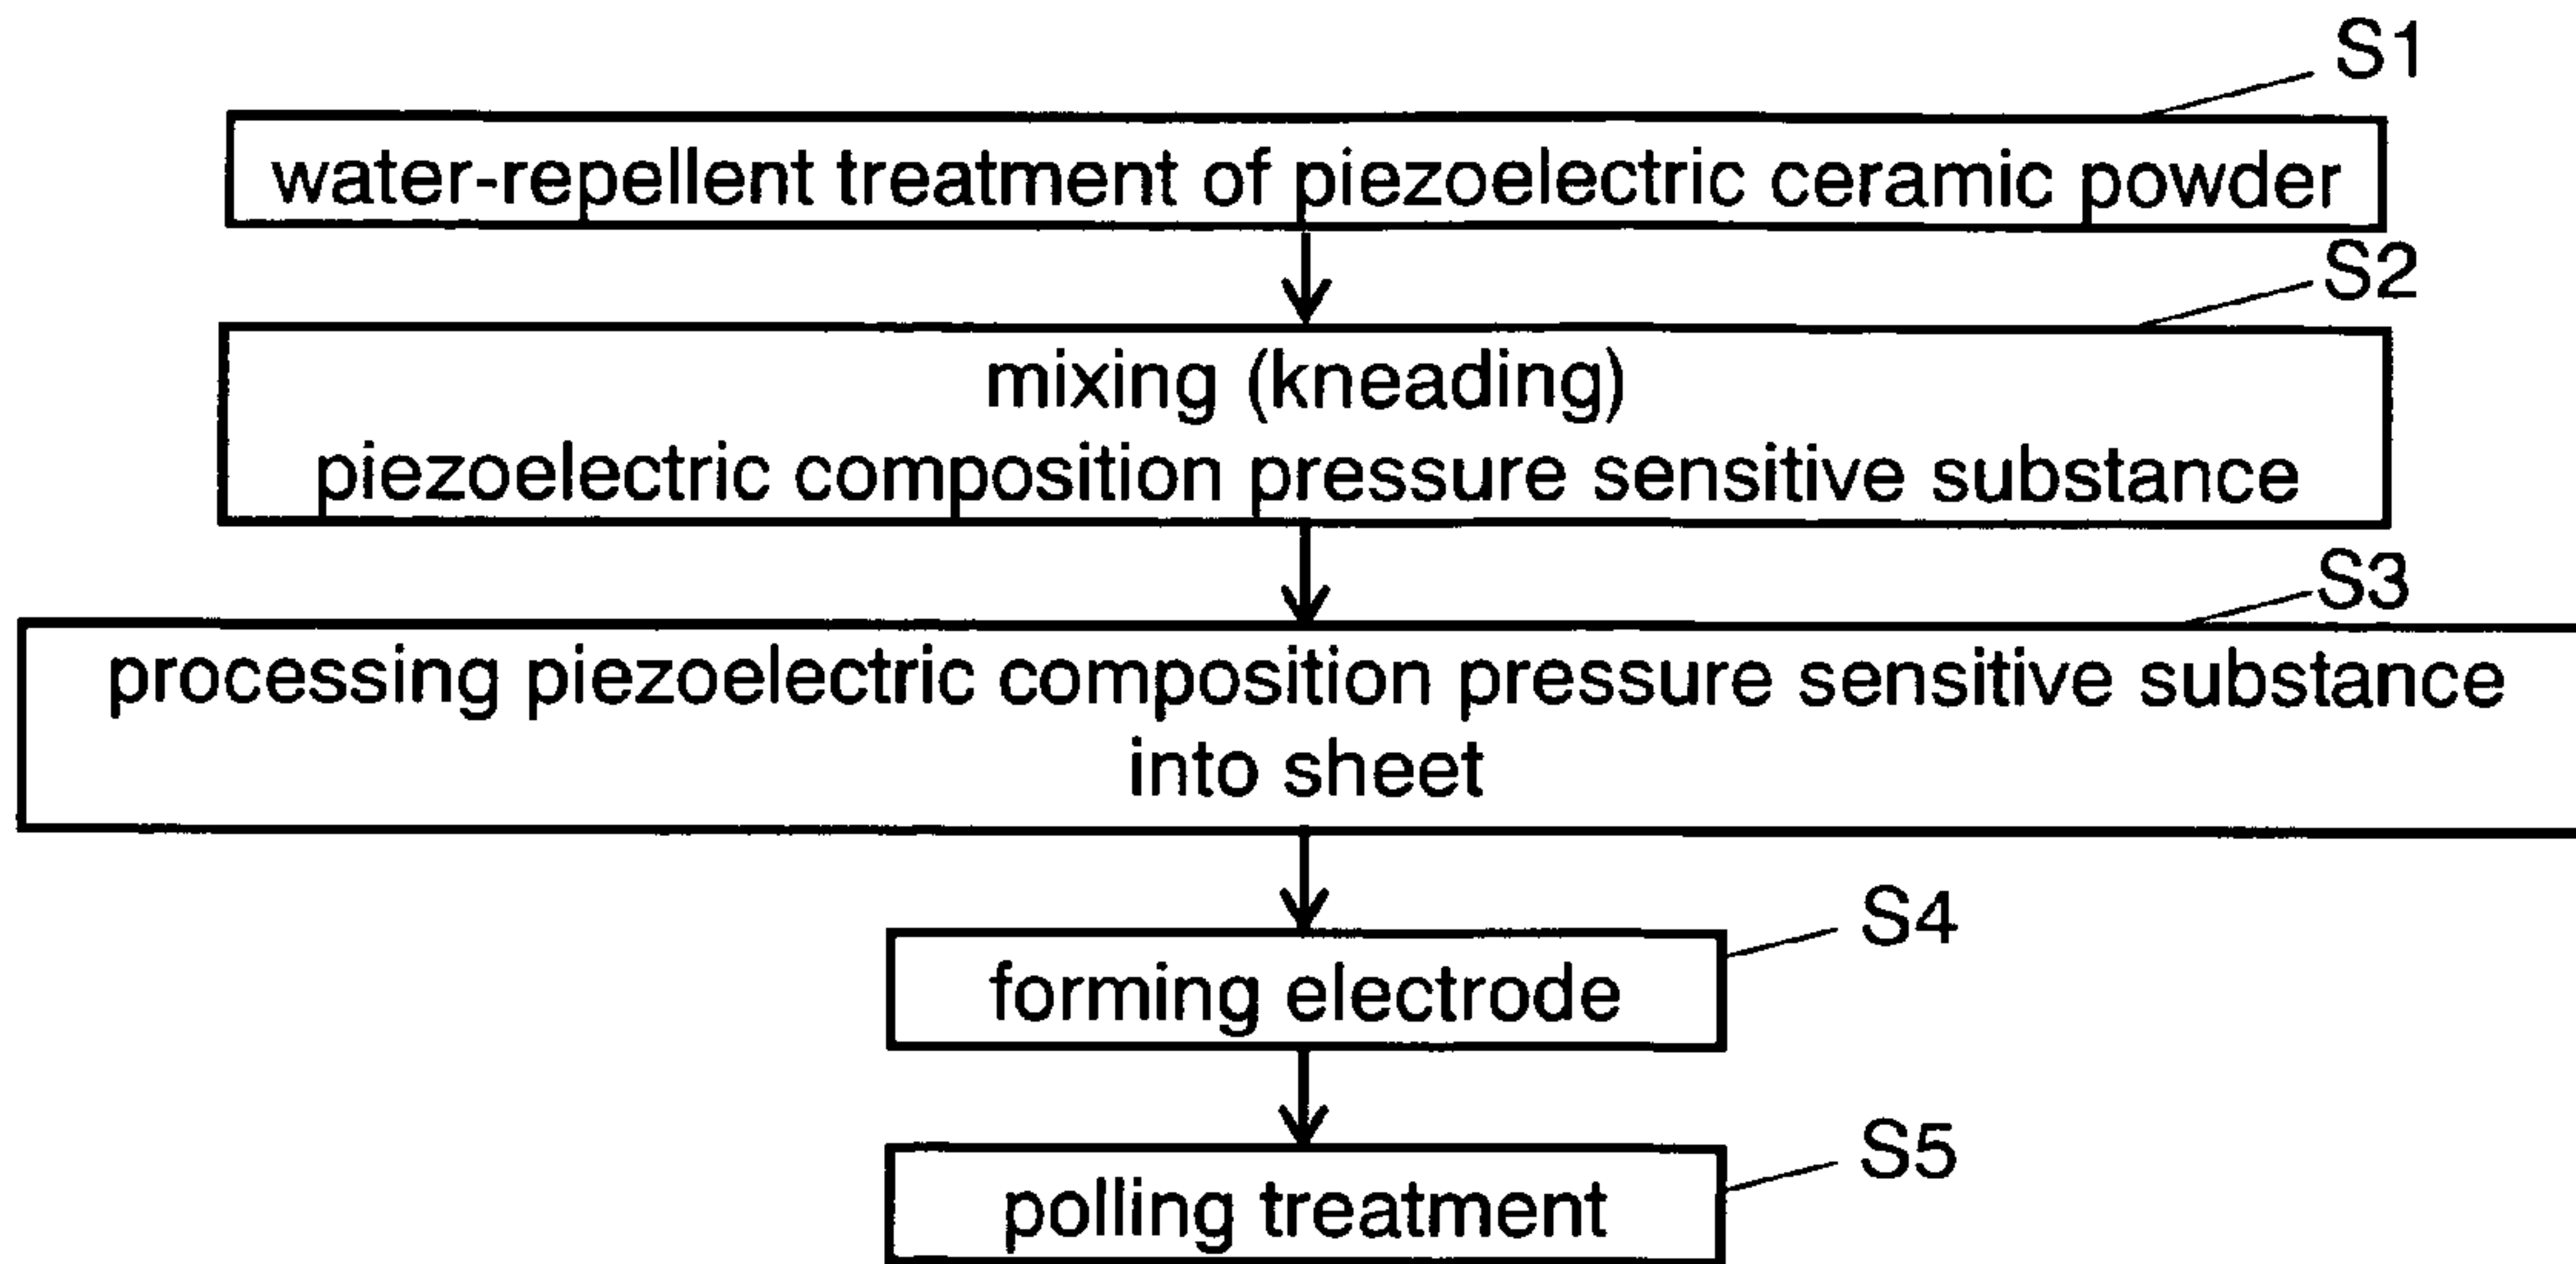 S1
water-repellent treatment of piezoelectric ceramic powder
S2
mixing (kneading)
piezoelectric composition pressure sensitive substance
S3
processing piezoelectric composition pressure sensitive substance
into sheet
S4
forming electrode
S5
polling treatment